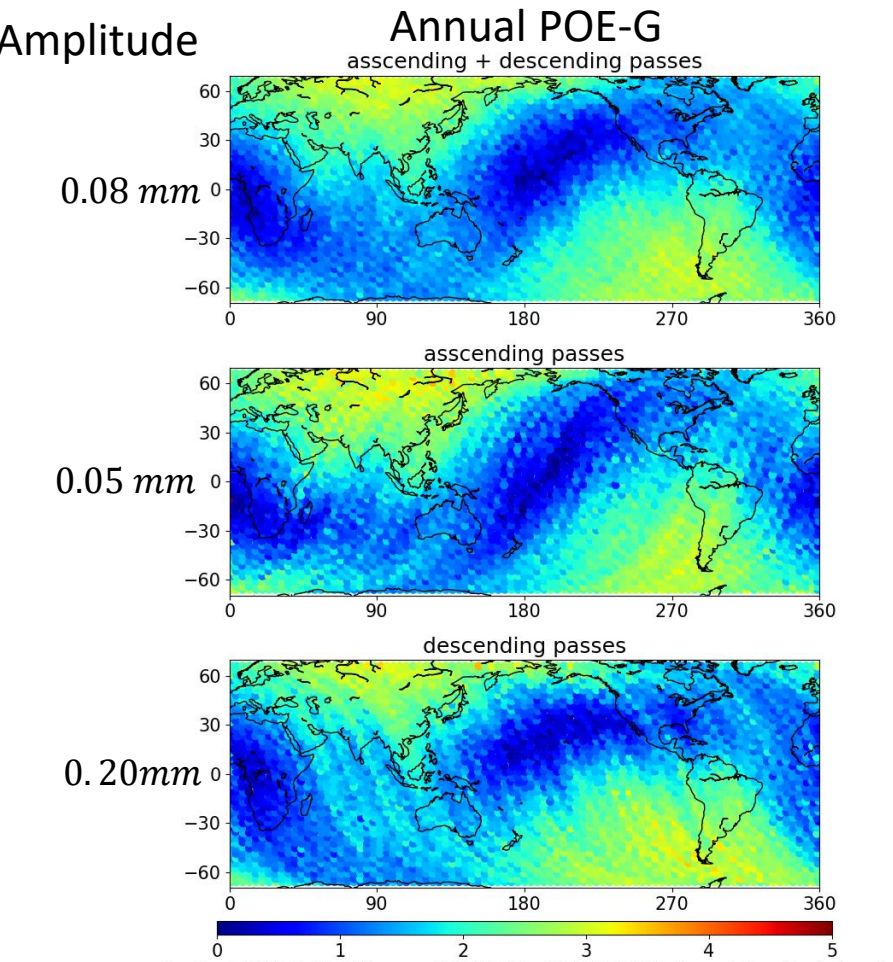 Amplitude
Annual POE-G
asscending + descending passes
60
30
0
−30
−60
0 90 180 270 360
0.08 mm
asscending passes
60
30
0
−30
−60
0 90 180 270 360
0.05 mm
descending passes
60
30
0
−30
−60
0 90 180 270 360
0.20mm
0 1 2 3 4 5